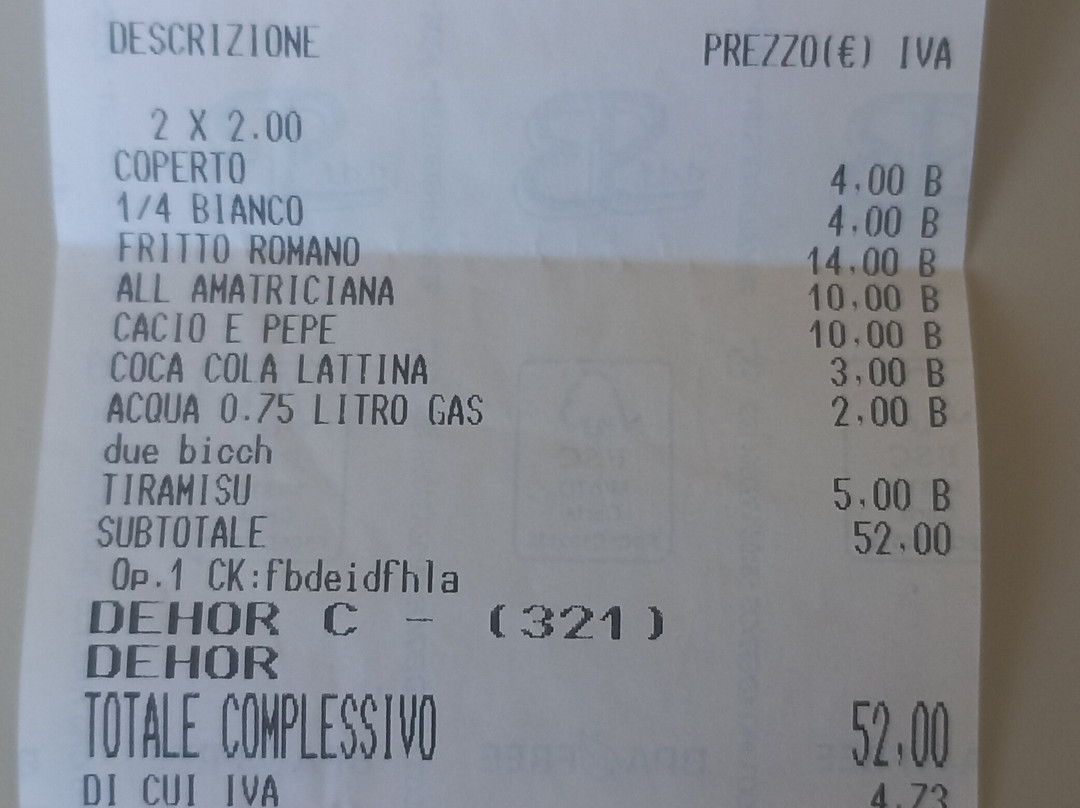 DESCRIZIONE PREZZO(€) IVA
2 X 2.00
COPERTO 4,00 B
1/4 BIANCO 4,00 B
FRITTO ROMANO 14,00 B
ALL AMATRICIANA 10,00 B
CACIO E PEPE 10,00 B
COCA COLA LATTINA 3,00 B
ACQUA 0.75 LITRO GAS 2,00 B
due bicch
TIRAMISU 5,00 B
SUBTOTALE 52,00
Op.1 CK:fbdeidfhla
DEHOR C - (321)
DEHOR
TOTALE COMPLESSIVO 52,00
DI CUI IVA 4,73